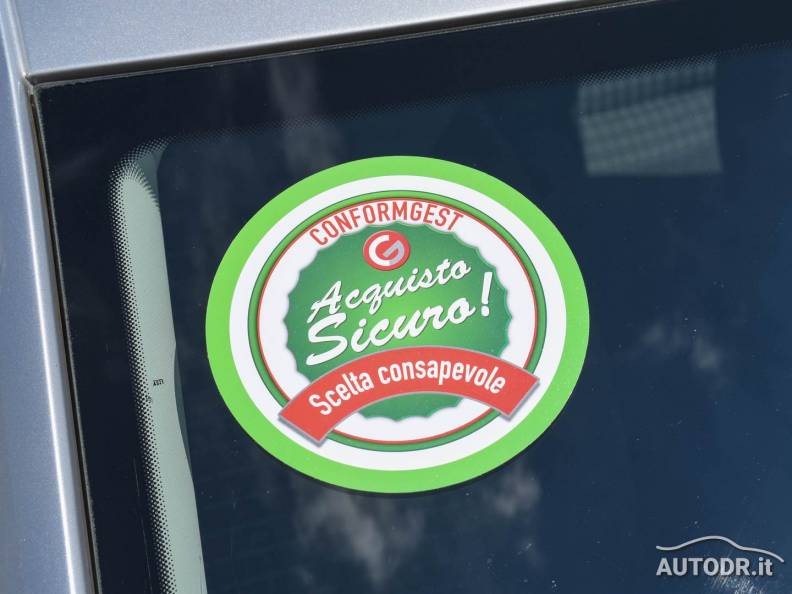 CONFORMGEST
Acquisto
Sicuro!
Scelta consapevole
AUTODR.it